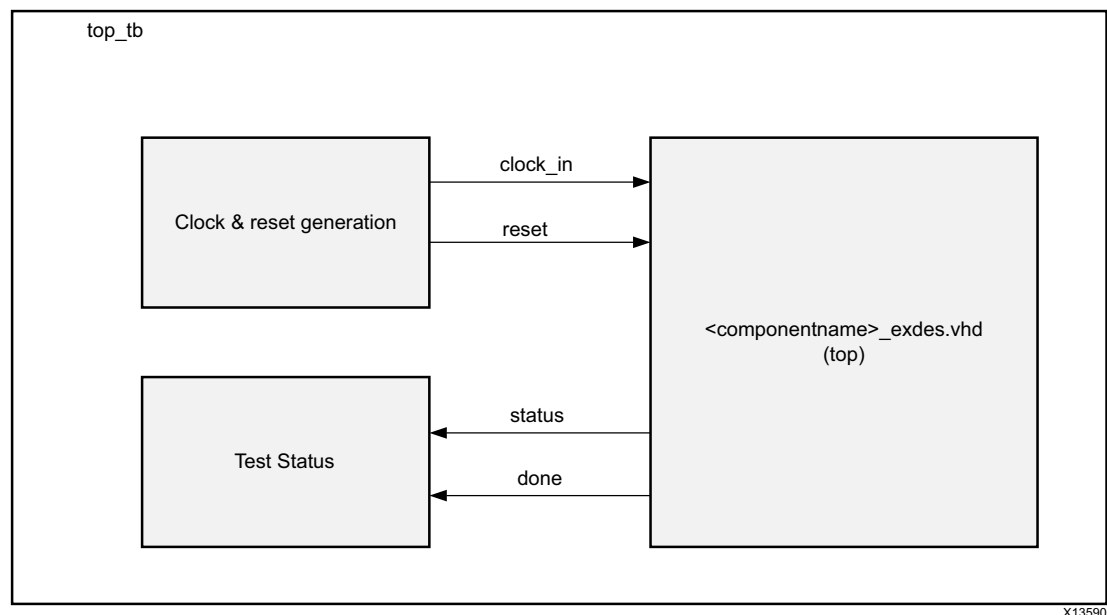 top_tb
clock_in
Clock & reset generation
reset
<componentname>_exdes.vhd
(top)
status
Test Status
done
X13590